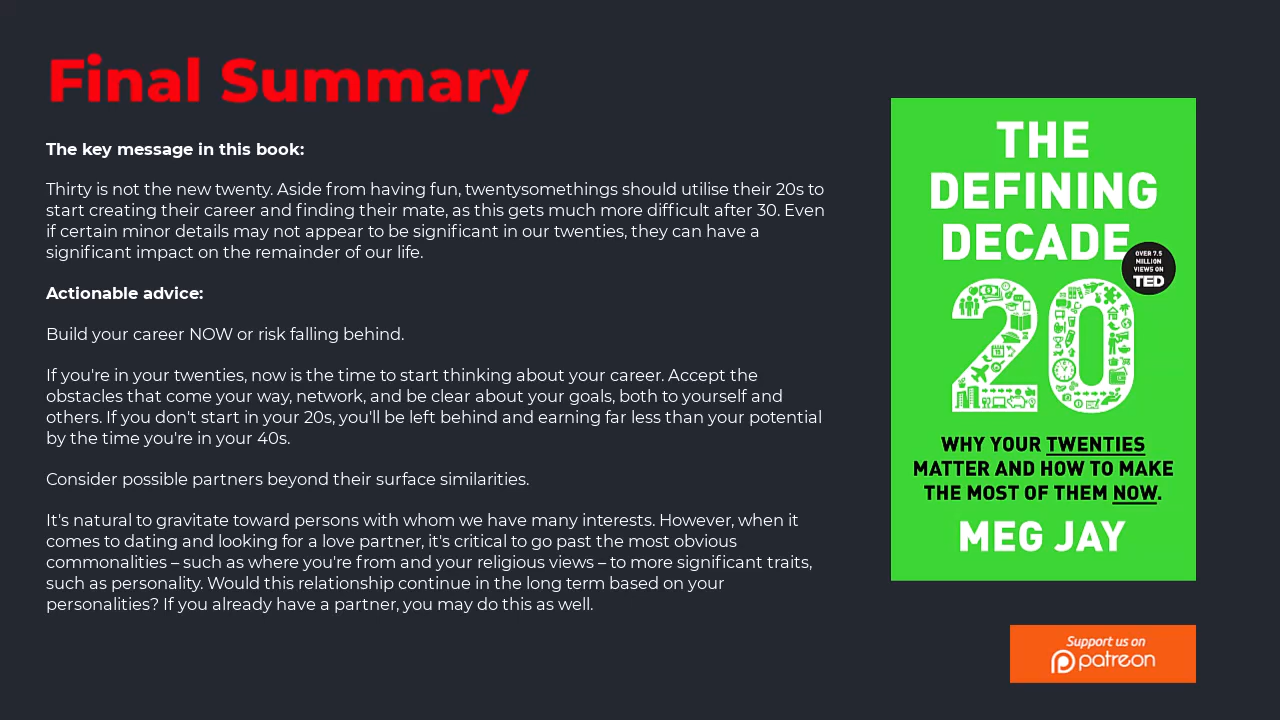 Final Summary
The key message in this book:
Thirty is not the new twenty. Aside from having fun, twentysomethings should utilise their 20s to
start creating their career and finding their mate, as this gets much more difficult after 30. Even
if certain minor details may not appear to be significant in our twenties, they can have a
significant impact on the remainder of our life.
Actionable advice:
Build your career NOW or risk falling behind.
If you're in your twenties, now is the time to start thinking about your career. Accept the
obstacles that come your way, network, and be clear about your goals, both to yourself and
others. If you don't start in your 20s, you'll be left behind and earning far less than your potential
by the time you're in your 40s.
Consider possible partners beyond their surface similarities.
It's natural to gravitate toward persons with whom we have many interests. However, when it
comes to dating and looking for a love partner, it's critical to go past the most obvious
commonalities – such as where you're from and your religious views – to more significant traits,
such as personality. Would this relationship continue in the long term based on your
personalities? If you already have a partner, you may do this as well.
THE
DEFINING
DECADE
OVER 7.5
MILLION
VIEWS ON
TED
20
WHY YOUR TWENTIES
MATTER AND HOW TO MAKE
THE MOST OF THEM NOW.
MEG JAY
Support us on
patreon